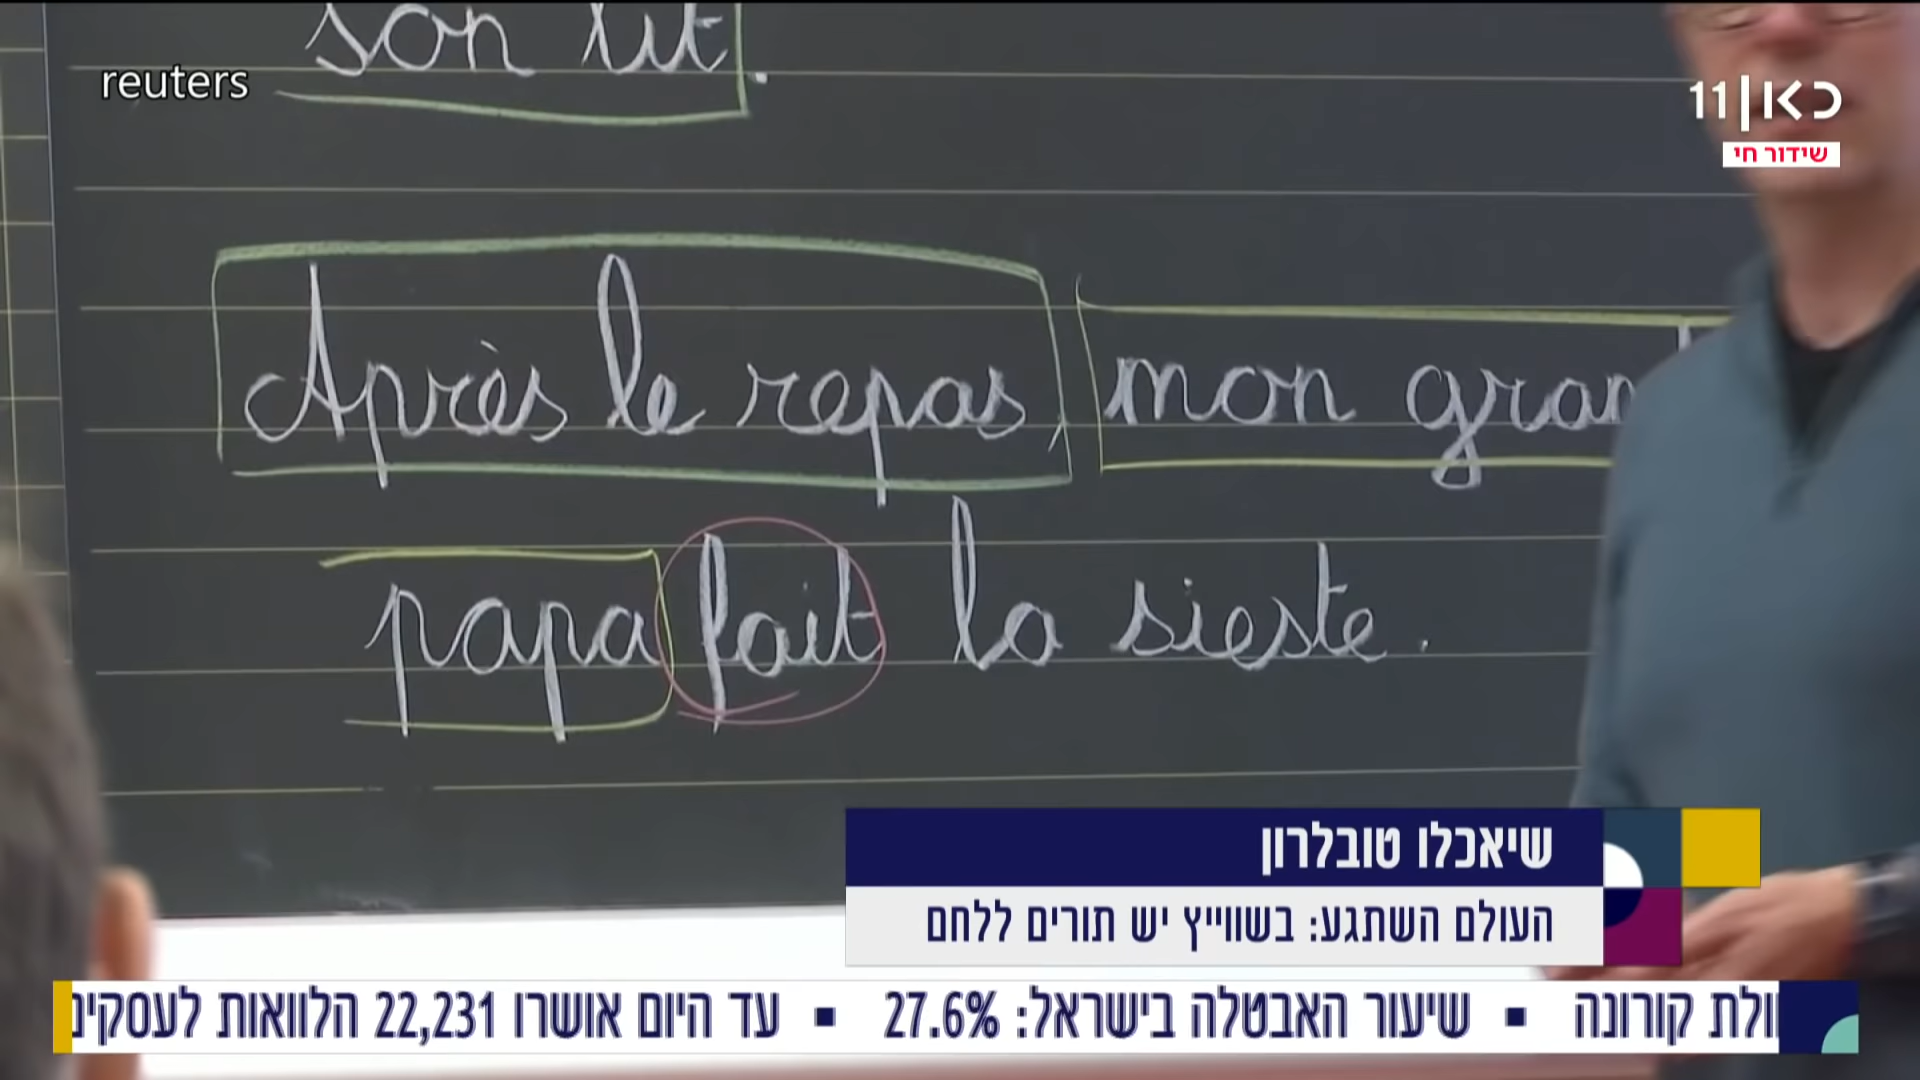 son lit.
reuters
כאן 11
שידור חי
Après le repas, mon gran
papa fait la sieste.
שיאכלו טובלרון
העולם השתגע: בשווייץ יש תורים ללחם
ולת קורונה ▪ שיעור האבטלה בישראל: 27.6% ▪ עד היום אושרו 22,231 הלוואות לעסקים